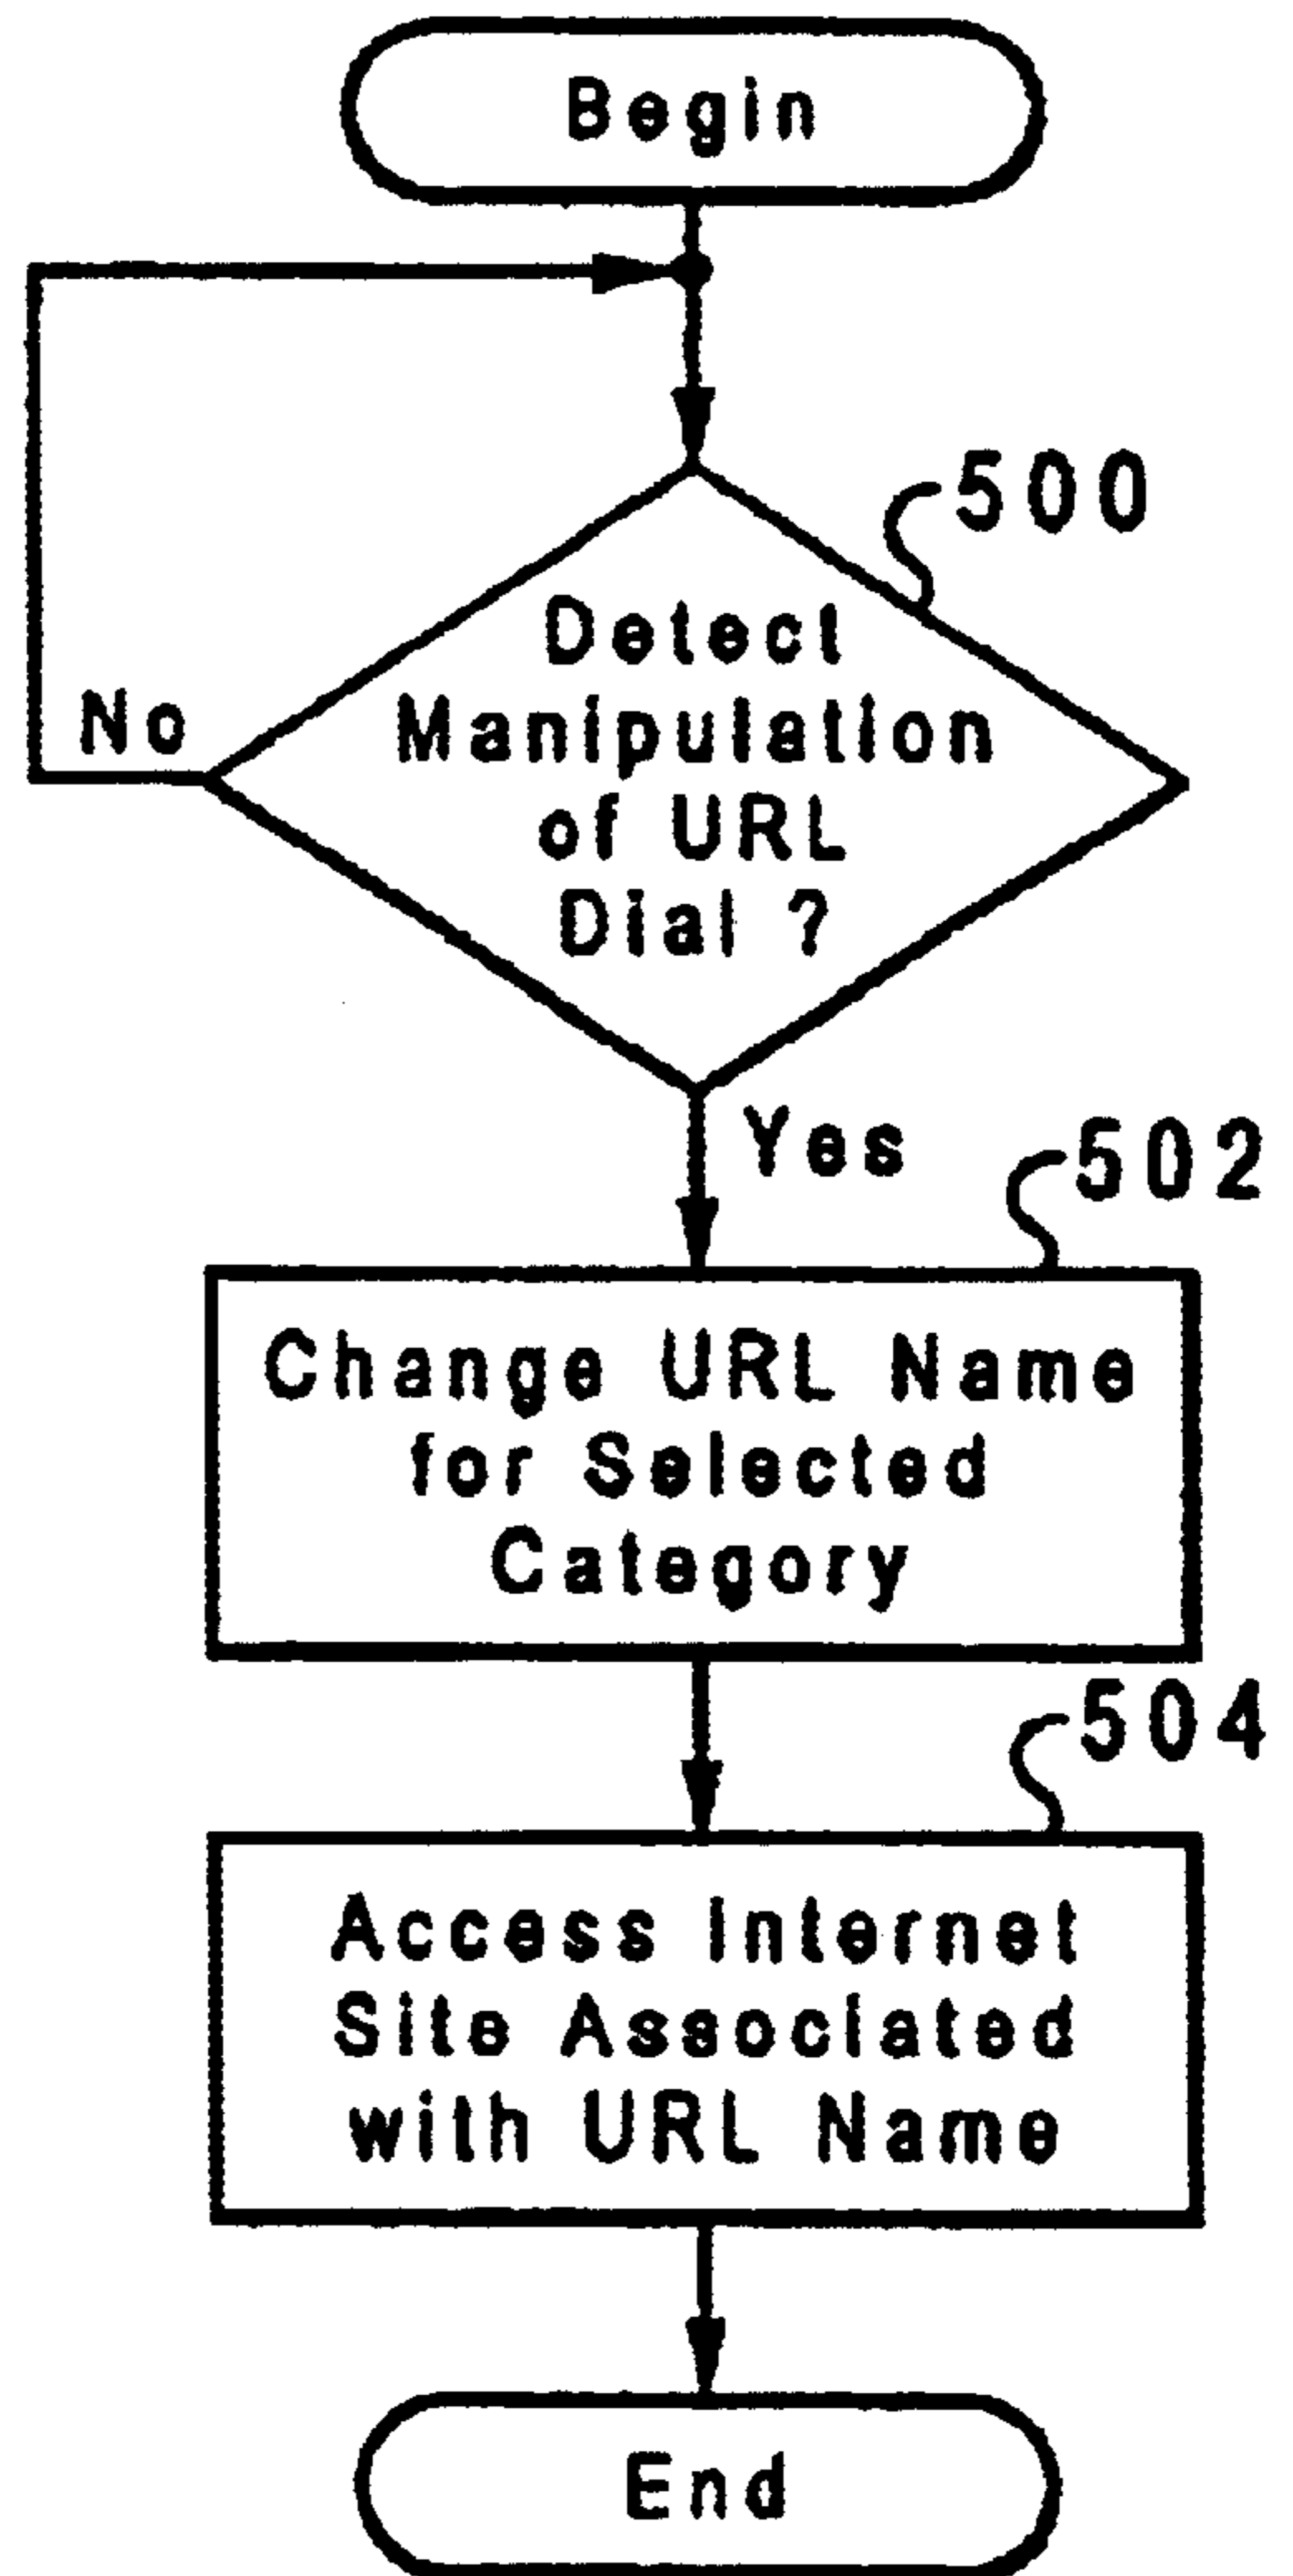 Begin
500
Detect
Manipulation
of URL
Dial ?
No
Yes
502
Change URL Name
for Selected
Category
504
Access Internet
Site Associated
with URL Name
End